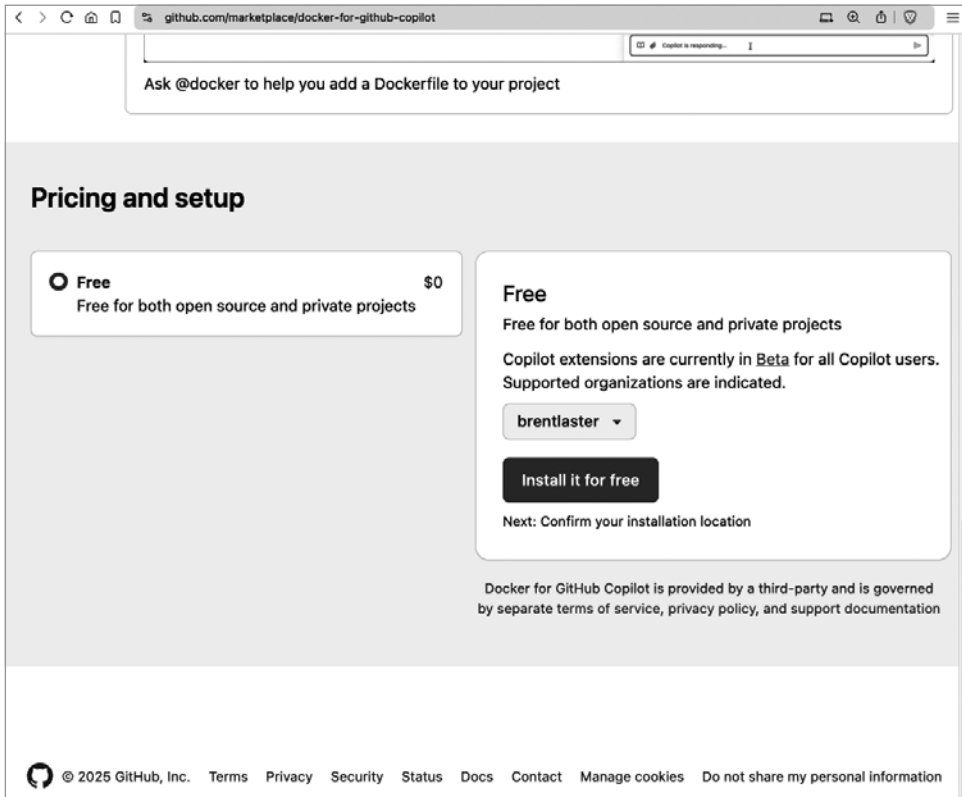 github.com/marketplace/docker-for-github-copilot
Copilot is responding...
Ask @docker to help you add a Dockerfile to your project
Pricing and setup
Free $0
Free for both open source and private projects
Free
Free for both open source and private projects
Copilot extensions are currently in Beta for all Copilot users.
Supported organizations are indicated.
brentlaster
Install it for free
Next: Confirm your installation location
Docker for GitHub Copilot is provided by a third-party and is governed
by separate terms of service, privacy policy, and support documentation
© 2025 GitHub, Inc. Terms Privacy Security Status Docs Contact Manage cookies Do not share my personal information